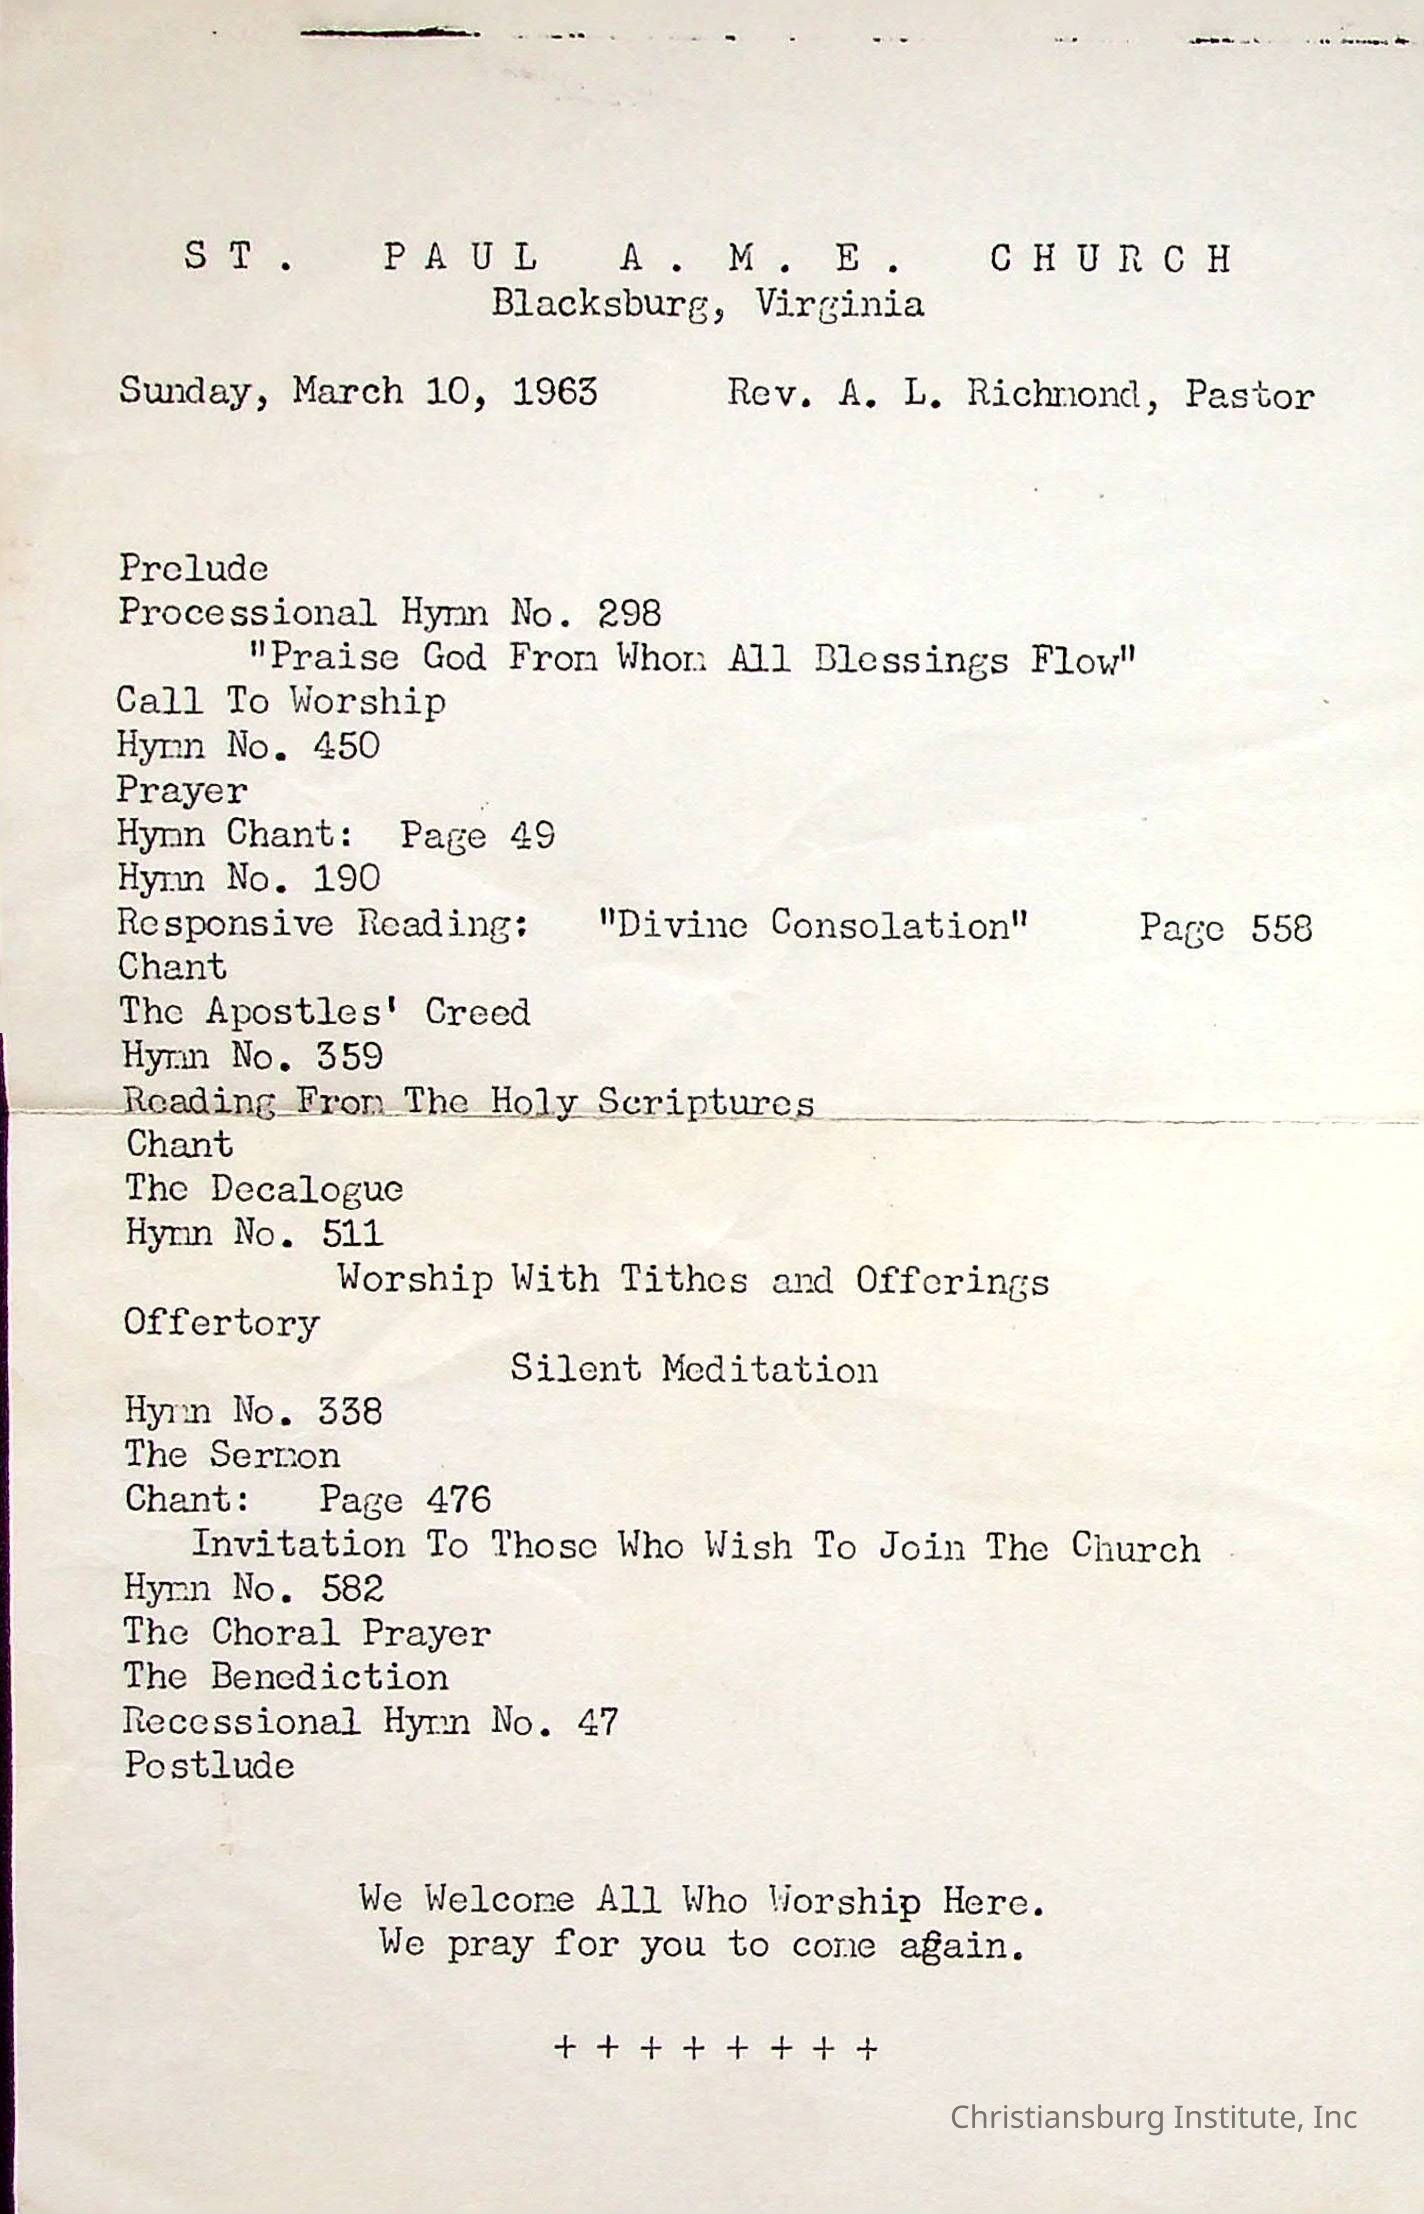 ST. PAUL A. M. E. CHURCH
Blacksburg, Virginia
Sunday, March 10, 1963 Rev. A. L. Richmond, Pastor
Prelude
Processional Hymn No. 298
"Praise God From Whom All Blessings Flow"
Call To Worship
Hymn No. 450
Prayer
Hymn Chant: Page 49
Hymn No. 190
Responsive Reading: "Divine Consolation" Page 558
Chant
The Apostles' Creed
Hymn No. 359
Reading From The Holy Scriptures
Chant
The Decalogue
Hymn No. 511
Worship With Tithes and Offerings
Offertory
Silent Meditation
Hymn No. 338
The Sermon
Chant: Page 476
Invitation To Those Who Wish To Join The Church
Hymn No. 582
The Choral Prayer
The Benediction
Recessional Hymn No. 47
Postlude
We Welcome All Who Worship Here.
We pray for you to come again.
+ + + + + + + +
Christiansburg Institute, Inc